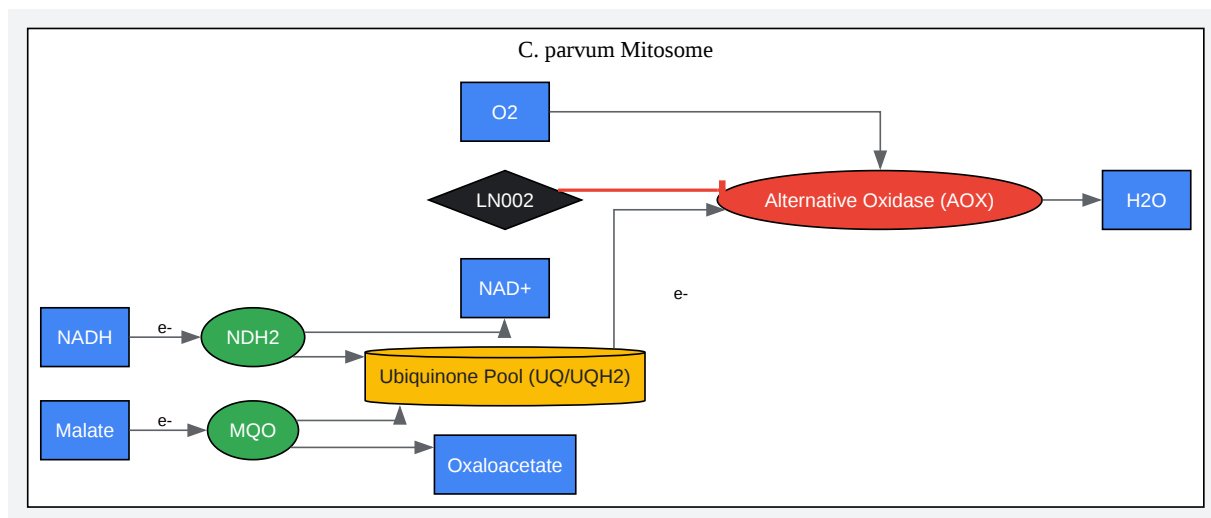 C. parvum Mitosome
O2
LN002
Alternative Oxidase (AOX)
H2O
NAD+
e-
NADH
e-
NDH2
Ubiquinone Pool (UQ/UQH2)
Malate
e-
MQO
Oxaloacetate